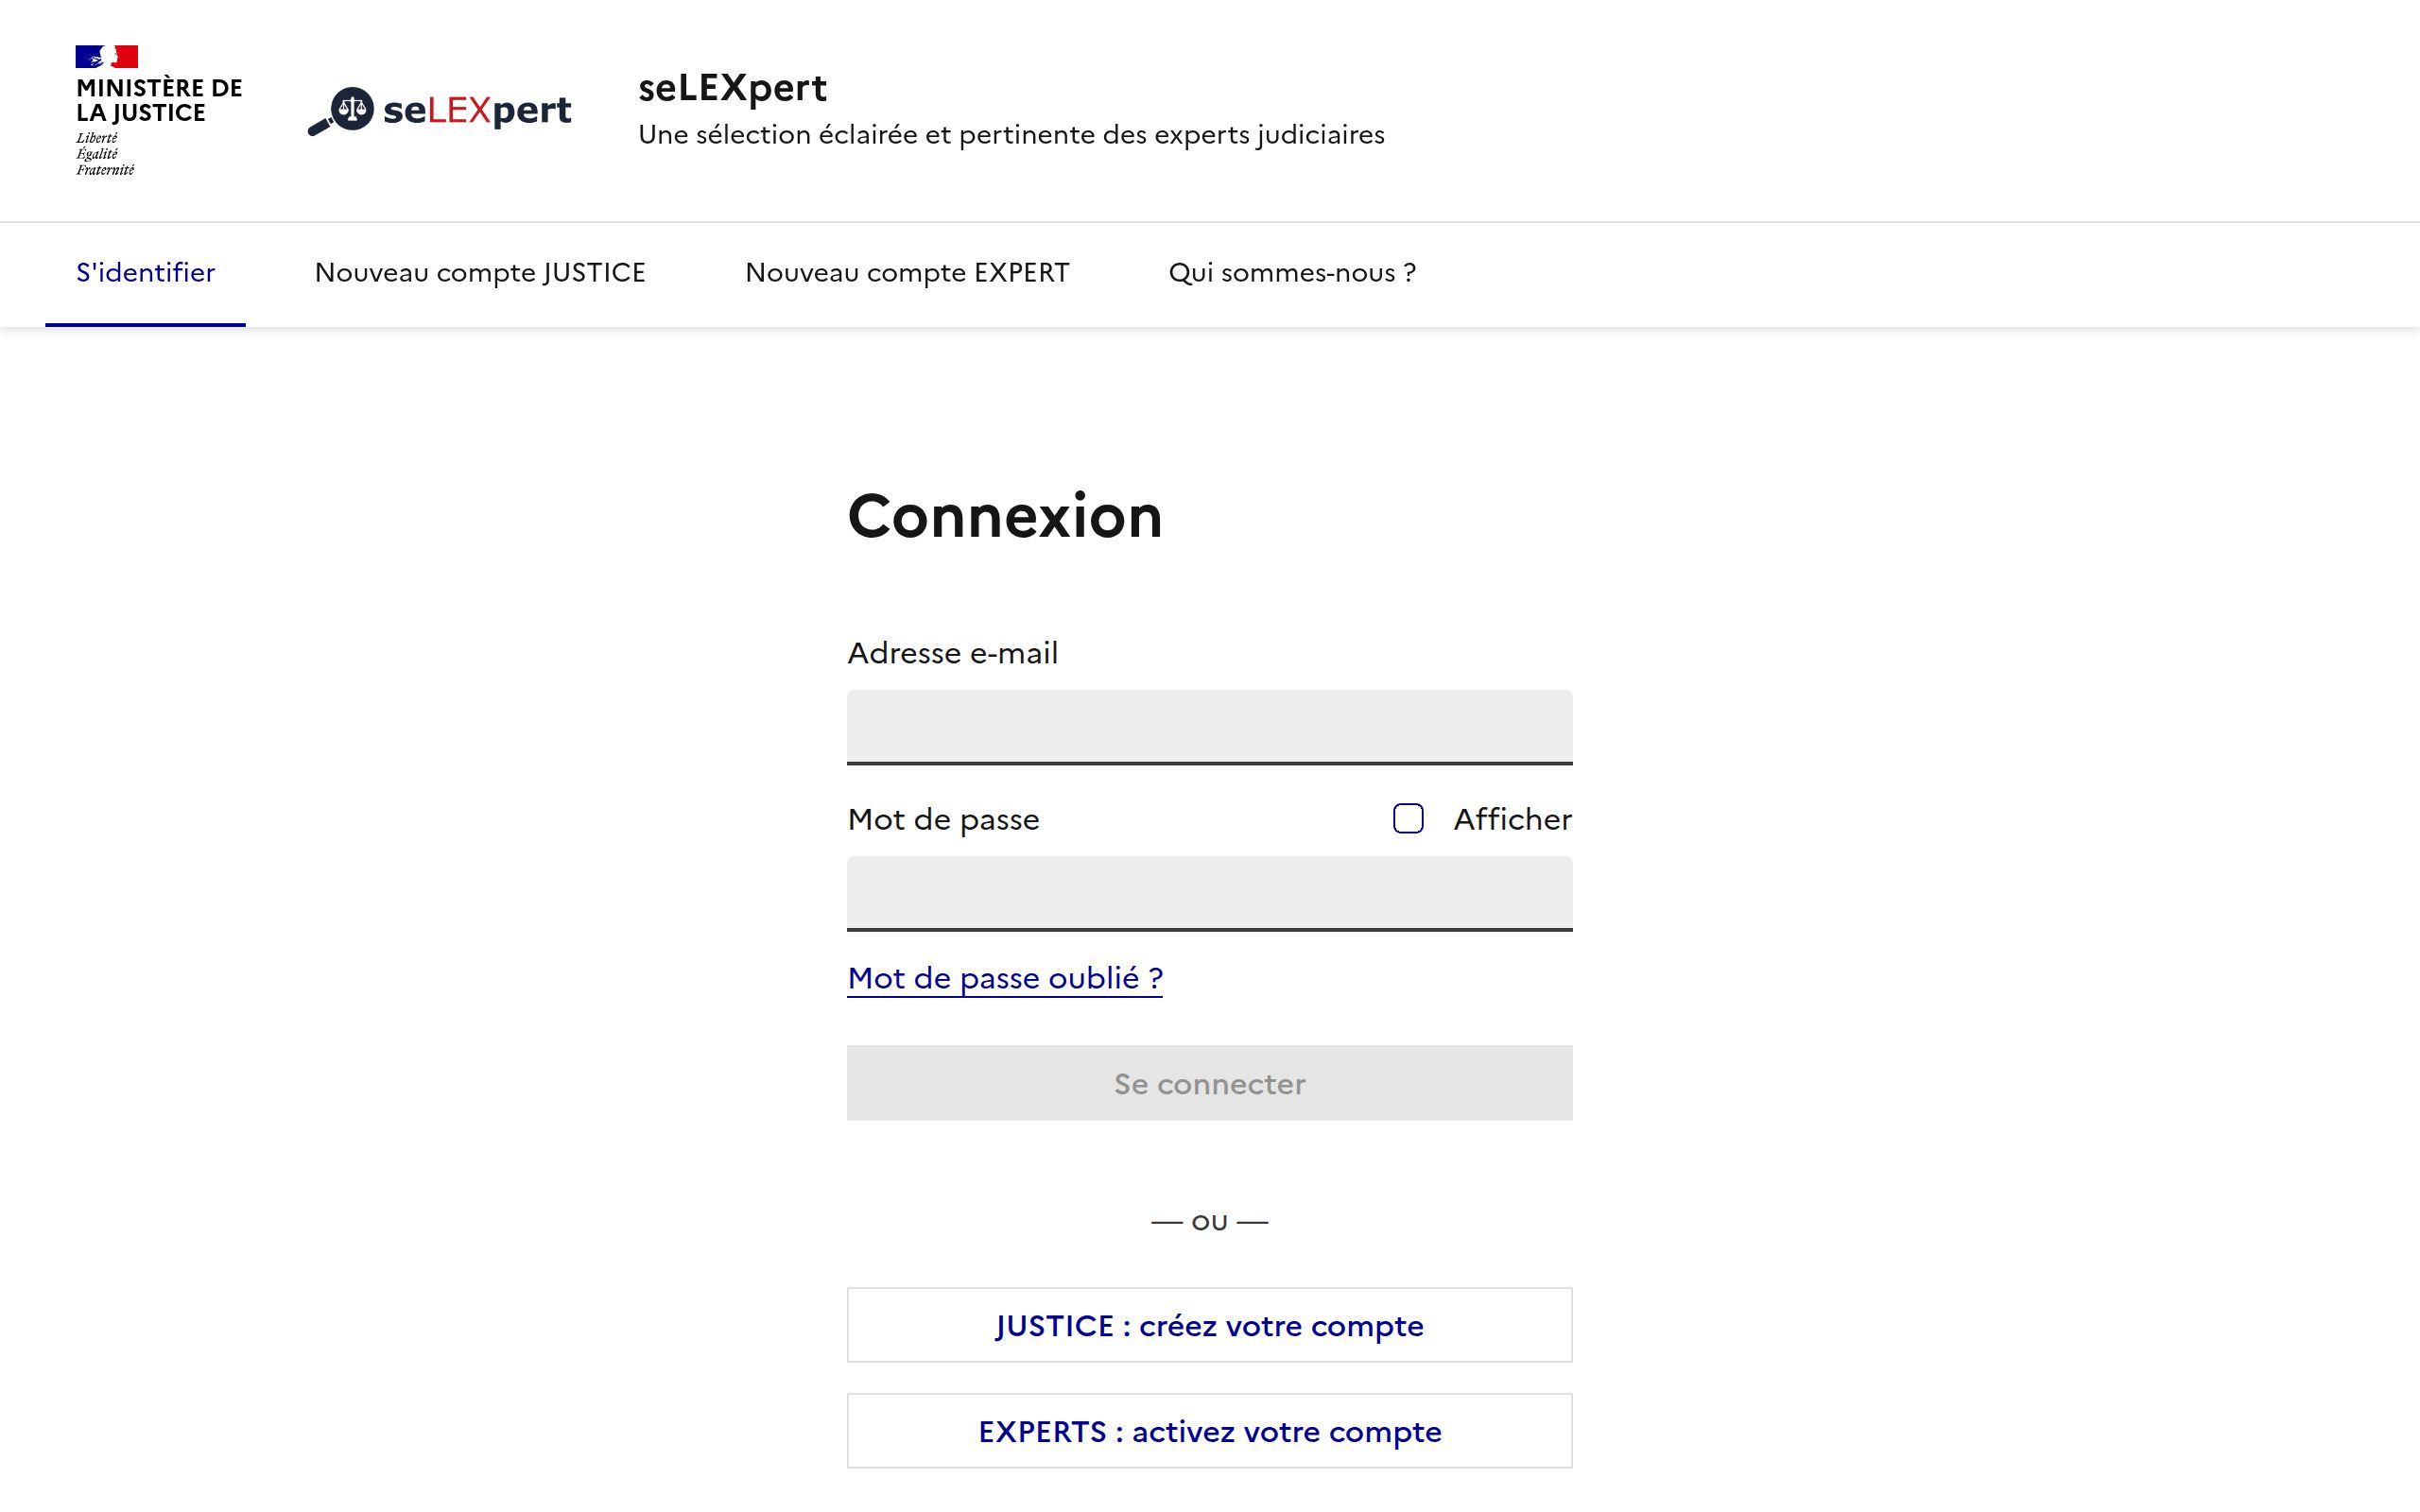 MINISTÈRE DE
LA JUSTICE
Liberté
Égalité
Fraternité
seLEXpert
seLEXpert
Une sélection éclairée et pertinente des experts judiciaires
S'identifier
Nouveau compte JUSTICE
Nouveau compte EXPERT
Qui sommes-nous ?
Connexion
Adresse e-mail
Mot de passe
Afficher
Mot de passe oublié ?
Se connecter
— ou —
JUSTICE : créez votre compte
EXPERTS : activez votre compte